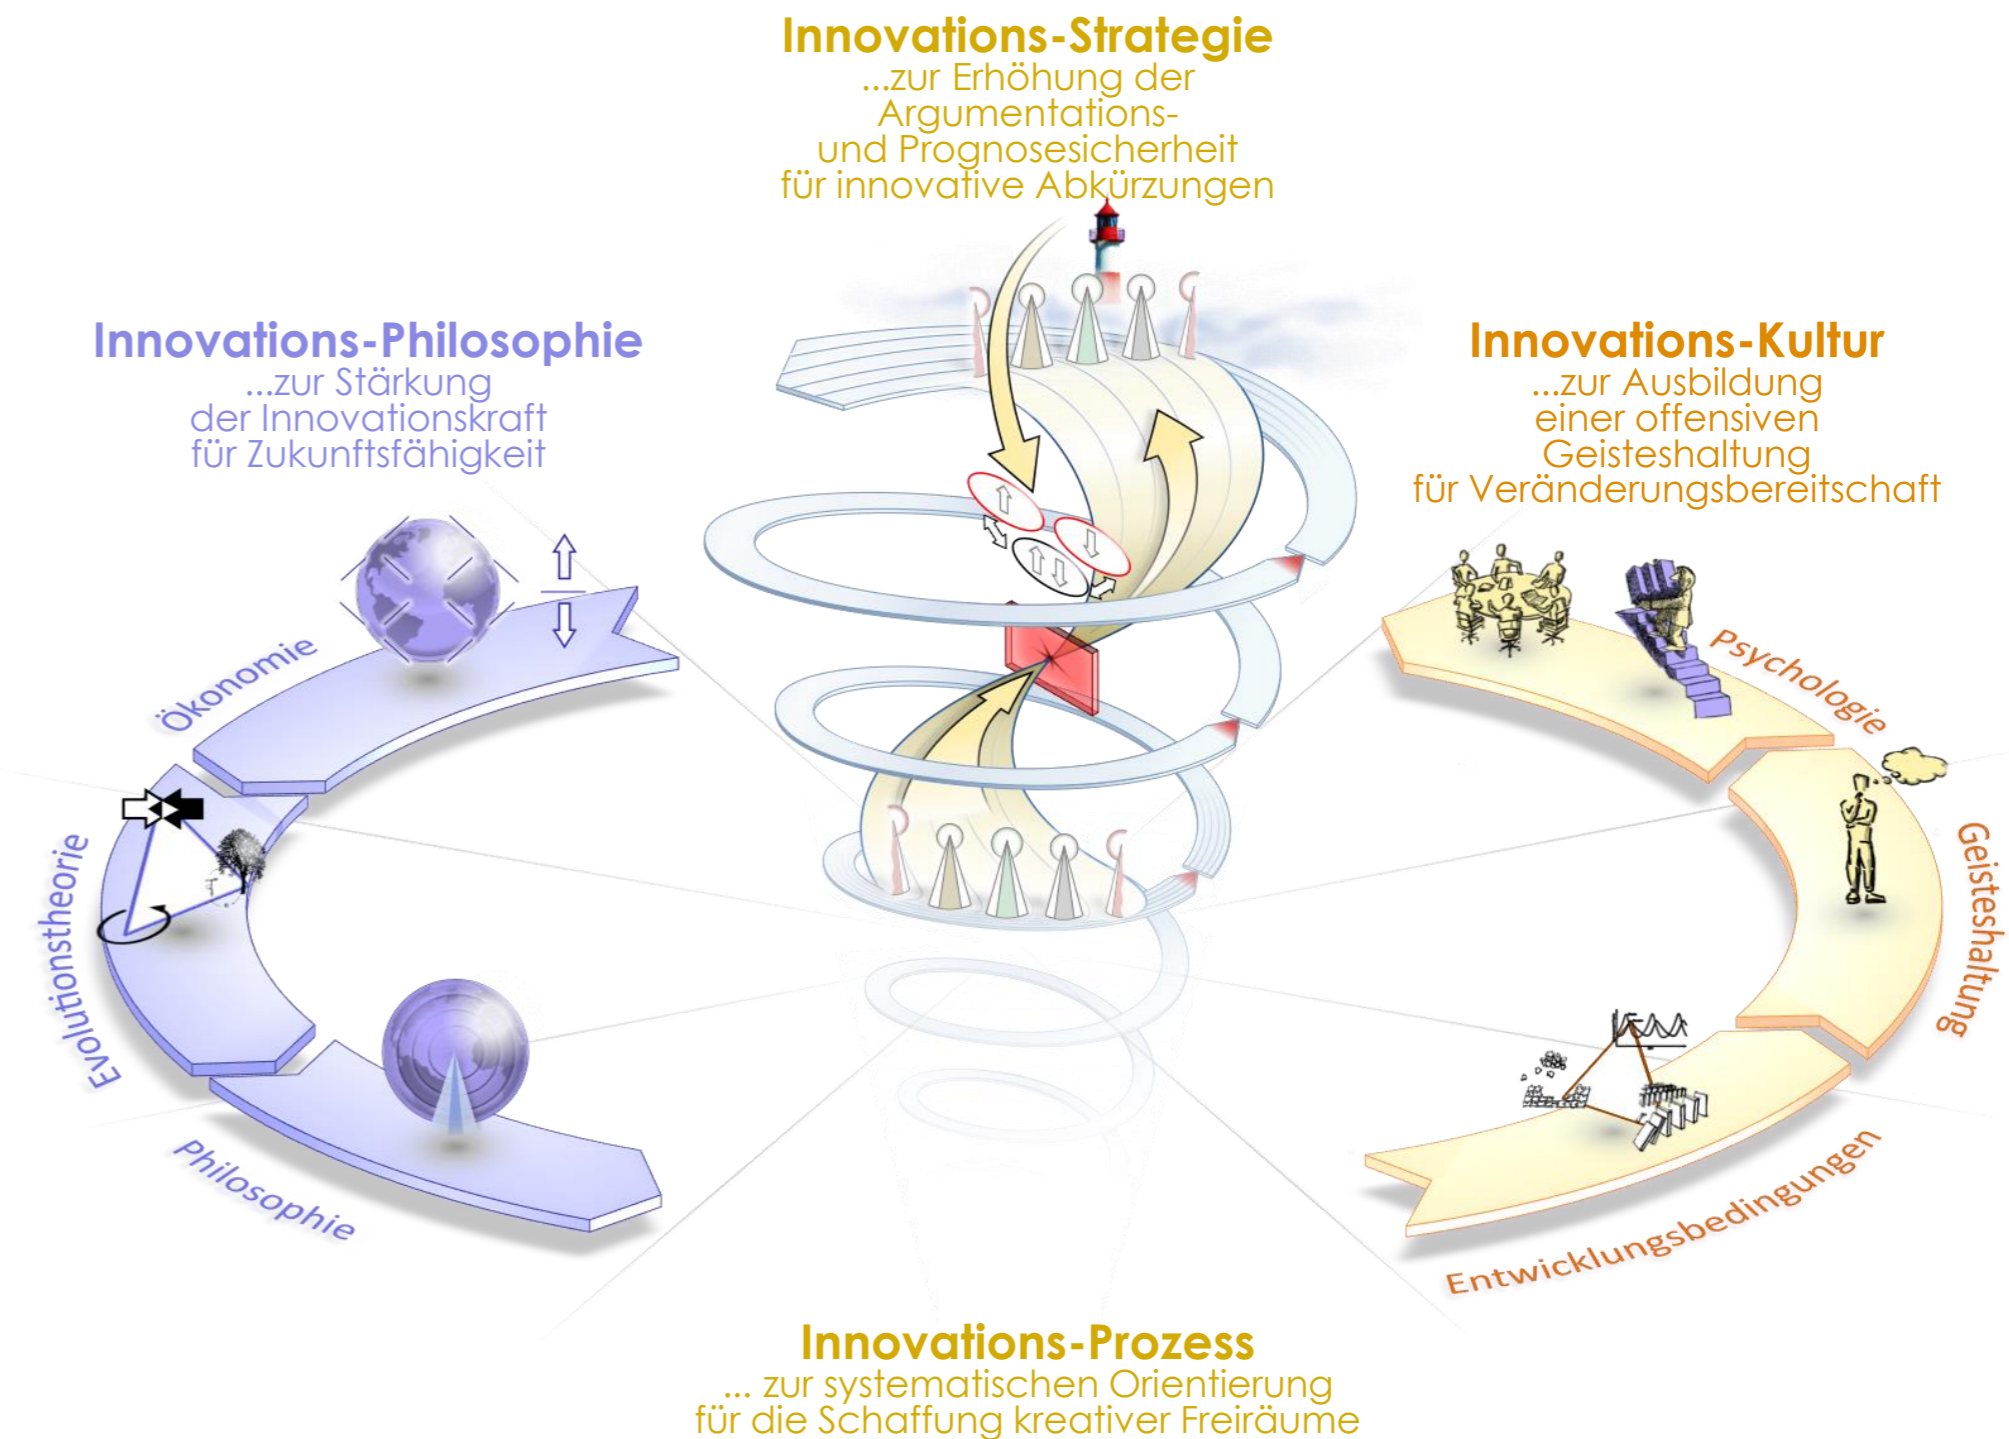 Innovations-Strategie
...zur Erhöhung der
Argumentations-
und Prognosesicherheit
für innovative Abkürzungen
Innovations-Philosophie
...zur Stärkung
der Innovationskraft
für Zukunftsfähigkeit
Innovations-Kultur
...zur Ausbildung
einer offensiven
Geisteshaltung
für Veränderungsbereitschaft
Ökonomie
Evolutionstheorie
Philosophie
Psychologie
Geisteshaltung
Entwicklungsbedingungen
Innovations-Prozess
... zur systematischen Orientierung
für die Schaffung kreativer Freiräume